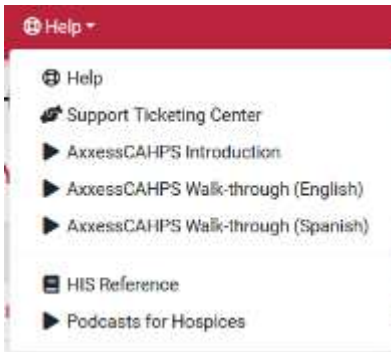 Help
Help
Support Ticketing Center
AxxessCAHPS Introduction
AxxessCAHPS Walk-through (English)
AxxessCAHPS Walk-through (Spanish)
HIS Reference
Podcasts for Hospices